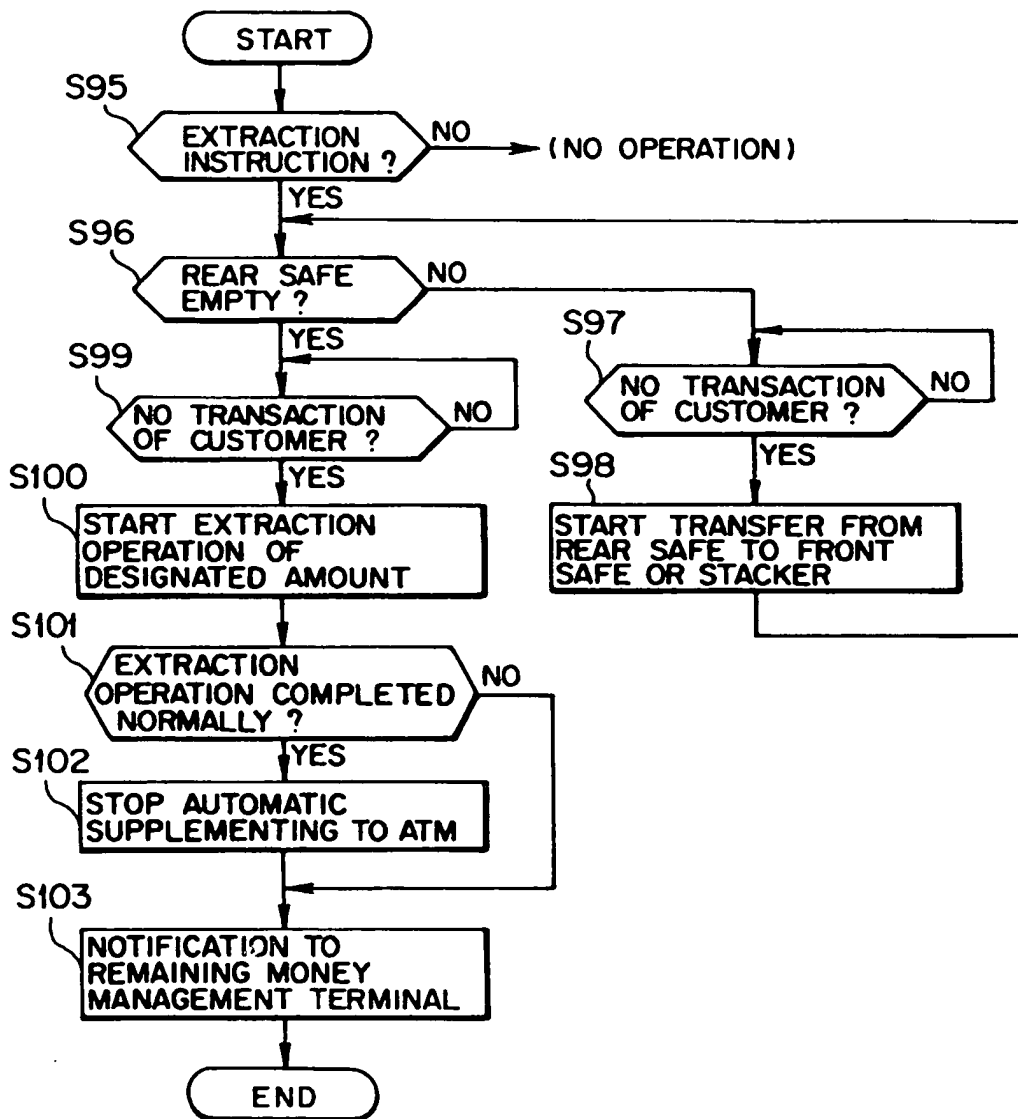 START
S95
EXTRACTION
INSTRUCTION ?
NO
(NO OPERATION)
YES
S96
REAR SAFE
EMPTY ?
NO
YES
S97
NO TRANSACTION
OF CUSTOMER ?
NO
YES
S98
START TRANSFER FROM
REAR SAFE TO FRONT
SAFE OR STACKER
S99
NO TRANSACTION
OF CUSTOMER ?
NO
YES
S100
START EXTRACTION
OPERATION OF
DESIGNATED AMOUNT
S101
EXTRACTION
OPERATION COMPLETED
NORMALLY ?
NO
YES
S102
STOP AUTOMATIC
SUPPLEMENTING TO ATM
S103
NOTIFICATION TO
REMAINING MONEY
MANAGEMENT TERMINAL
END